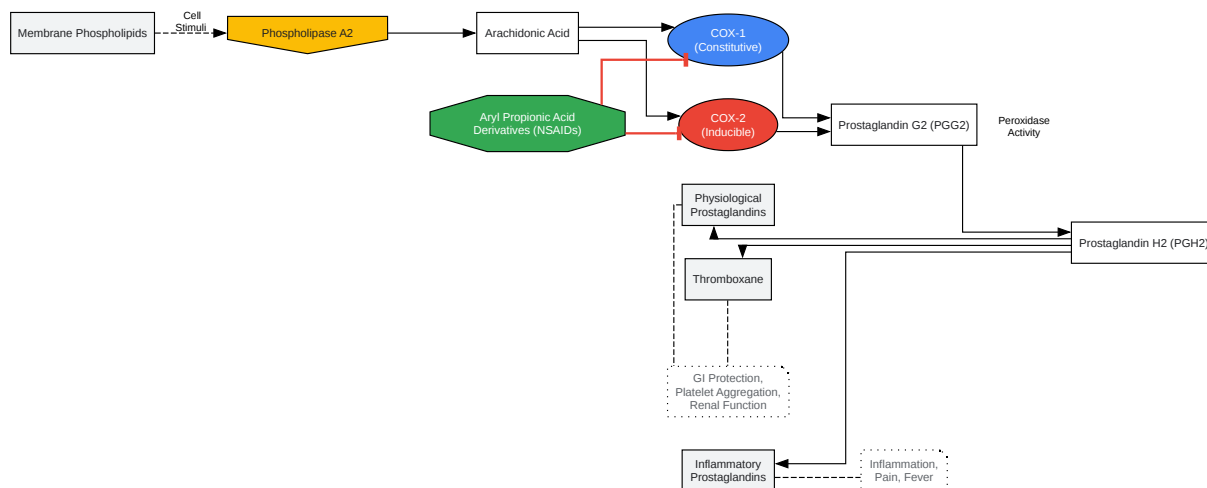 Cell
Stimuli
Membrane Phospholipids
Phospholipase A2
Arachidonic Acid
COX-1
(Constitutive)
Aryl Propionic Acid
Derivatives (NSAIDs)
COX-2
(Inducible)
Prostaglandin G2 (PGG2)
Peroxidase
Activity
Physiological
Prostaglandins
Prostaglandin H2 (PGH2)
Thromboxane
GI Protection,
Platelet Aggregation,
Renal Function
Inflammatory
Prostaglandins
Inflammation,
Pain, Fever